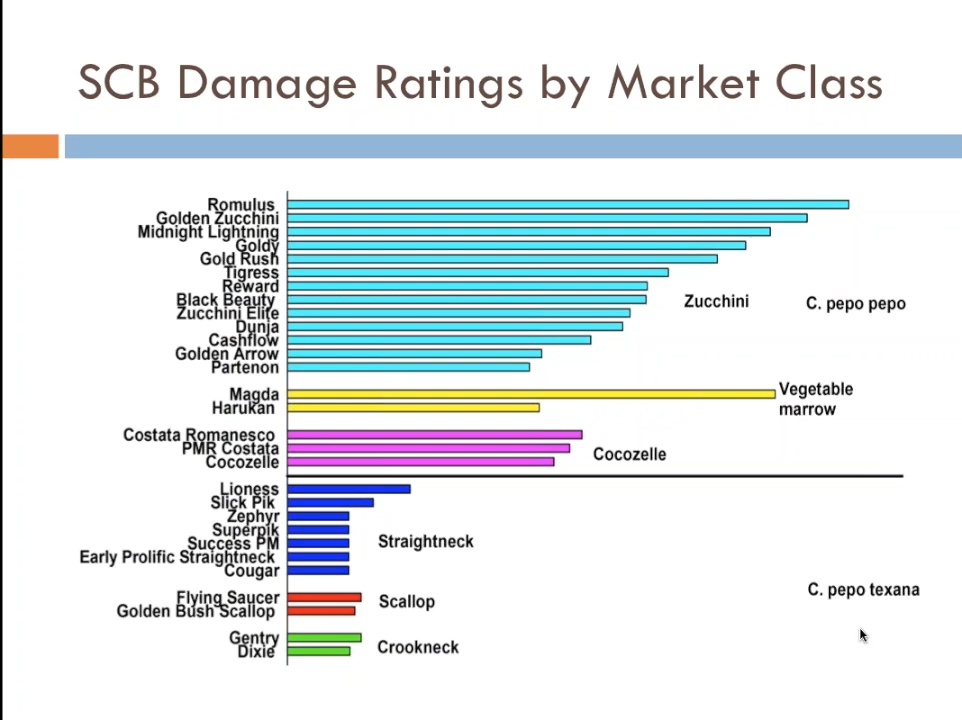 SCB Damage Ratings by Market Class
Romulus
Golden Zucchini
Midnight Lightning
Goldy
Gold Rush
Tigress
Reward
Black Beauty
Zucchini Elite
Dunja
Cashflow
Golden Arrow
Partenon
Zucchini
C. pepo pepo
Magda
Harukan
Vegetable
marrow
Costata Romanesco
PMR Costata
Cocozelle
Cocozelle
Lioness
Slick Pik
Zephyr
Superpik
Success PM
Early Prolific Straightneck
Cougar
Straightneck
Flying Saucer
Golden Bush Scallop
Scallop
C. pepo texana
Gentry
Dixie
Crookneck